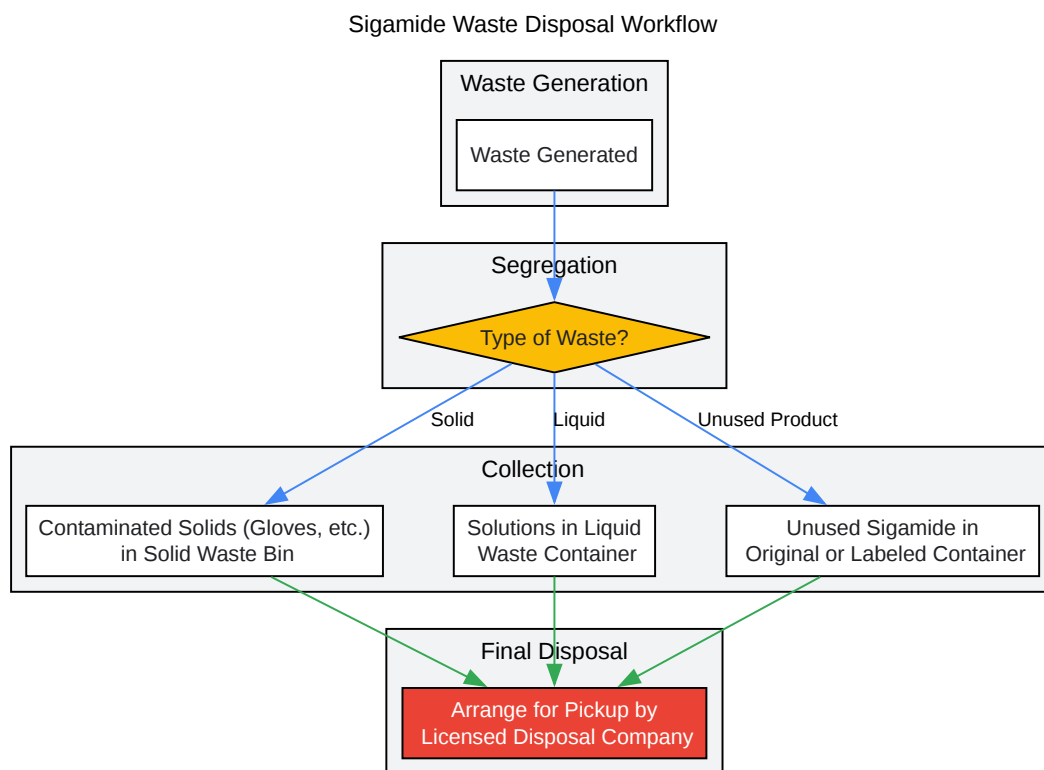 Sigamide Waste Disposal Workflow
Waste Generation
Waste Generated
Segregation
Type of Waste?
Solid
Liquid
Unused Product
Collection
Contaminated Solids (Gloves, etc.)
in Solid Waste Bin
Solutions in Liquid
Waste Container
Unused Sigamide in
Original or Labeled Container
Final Disposal
Arrange for Pickup by
Licensed Disposal Company